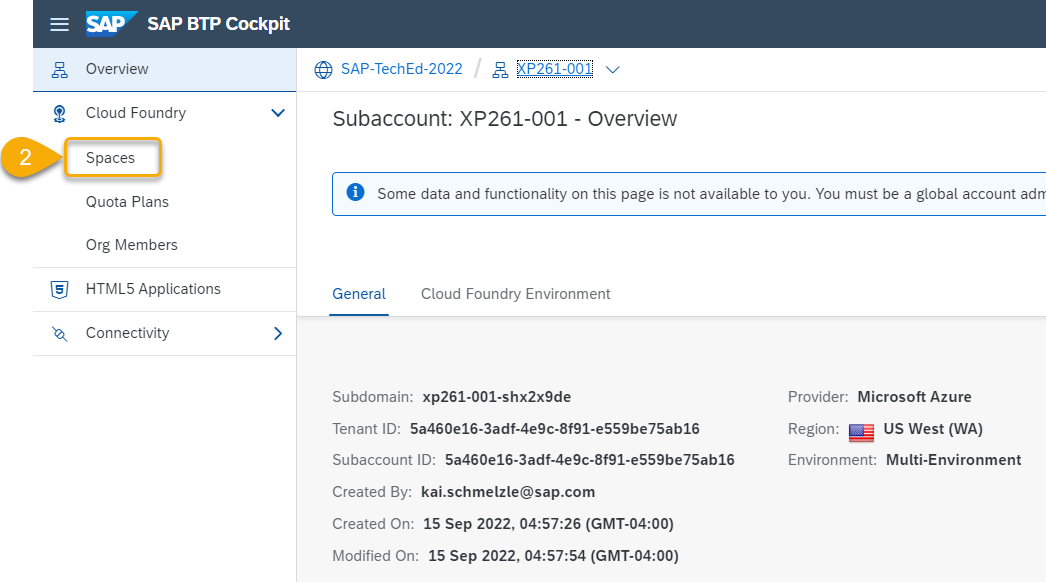 SAP SAP BTP Cockpit
Overview
SAP-TechEd-2022 / XP261-001
Cloud Foundry
Subaccount: XP261-001 - Overview
2 Spaces
Some data and functionality on this page is not available to you. You must be a global account adm
Quota Plans
Org Members
HTML5 Applications
General Cloud Foundry Environment
Connectivity
Subdomain: xp261-001-shx2x9de
Provider: Microsoft Azure
Tenant ID: 5a460e16-3adf-4e9c-8f91-e559be75ab16
Region: US West (WA)
Subaccount ID: 5a460e16-3adf-4e9c-8f91-e559be75ab16
Environment: Multi-Environment
Created By: kai.schmelzle@sap.com
Created On: 15 Sep 2022, 04:57:26 (GMT-04:00)
Modified On: 15 Sep 2022, 04:57:54 (GMT-04:00)